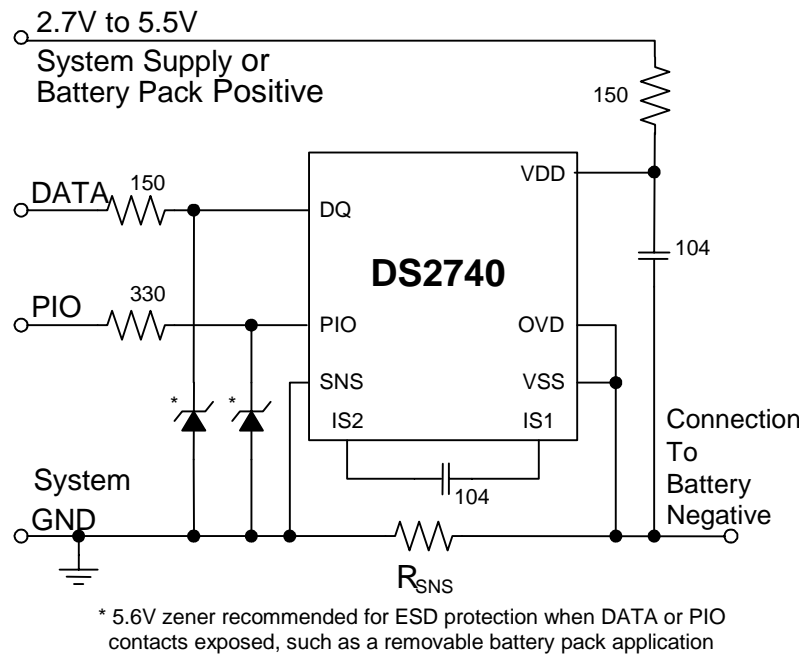 2.7V to 5.5V
System Supply or
Battery Pack Positive
150
VDD
DATA
150
DQ
104
DS2740
PIO
330
PIO
OVD
SNS
VSS
*
*
IS2
IS1
Connection
To
Battery
Negative
104
System
GND
RSNS
* 5.6V zener recommended for ESD protection when DATA or PIO
contacts exposed, such as a removable battery pack application